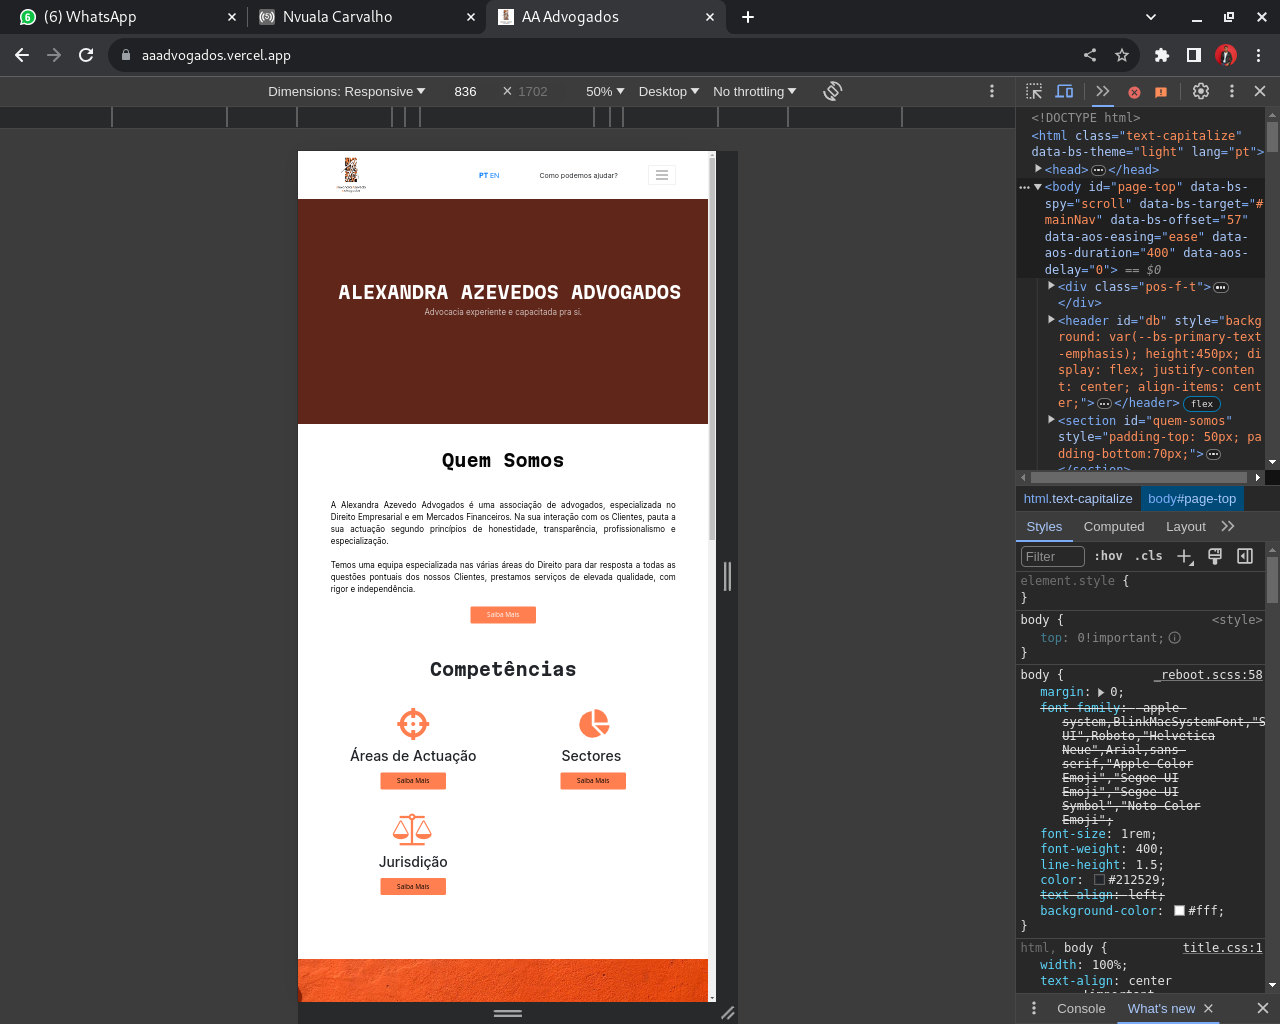 (6) WhatsApp
Nvuala Carvalho
AA Advogados
aaadvogados.vercel.app
Dimensions: Responsive
836
× 1702
50%
Desktop
No throttling
PT EN
Como podemos ajudar?
ALEXANDRA AZEVEDOS ADVOGADOS
Advocacia experiente e capacitada pra si.
Quem Somos
A Alexandra Azevedo Advogados é uma associação de advogados, especializada no
Direito Empresarial e em Mercados Financeiros. Na sua interação com os Clientes, pauta a
sua actuação segundo princípios de honestidade, transparência, profissionalismo e
especialização.
Temos uma equipa especializada nas várias áreas do Direito para dar resposta a todas as
questões pontuais dos nossos Clientes, prestamos serviços de elevada qualidade, com
rigor e independência.
Saiba Mais
Competências
Áreas de Actuação
Saiba Mais
Sectores
Saiba Mais
Jurisdição
Saiba Mais
<!DOCTYPE html>
<html class="text-capitalize"
data-bs-theme="light" lang="pt">
<head>…</head>
<body id="page-top" data-bs-
spy="scroll" data-bs-target="#
mainNav" data-bs-offset="57"
data-aos-easing="ease" data-
aos-duration="400" data-aos-
delay="0"> == $0
<div class="pos-f-t">…
</div>
<header id="db" style="backg
round: var(--bs-primary-text
-emphasis); height:450px; di
splay: flex; justify-conten
t: center; align-items: cent
er;">…</header> flex
<section id="quem-somos"
style="padding-top: 50px; pa
dding-bottom:70px;">…
</section>
html.text-capitalize
body#page-top
Styles
Computed
Layout
Filter
:hov
.cls
element.style {
}
body {
<style>
top: 0!important;
}
body {
_reboot.scss:58
margin: 0;
font-family: -apple-
system,BlinkMacSystemFont,"S
UI",Roboto,"Helvetica
Neue",Arial,sans-
serif,"Apple Color
Emoji","Segoe UI
Emoji","Segoe UI
Symbol","Noto Color
Emoji";
font-size: 1rem;
font-weight: 400;
line-height: 1.5;
color: #212529;
text-align: left;
background-color: #fff;
}
html, body {
title.css:1
width: 100%;
text-align: center
!important
Console
What's new